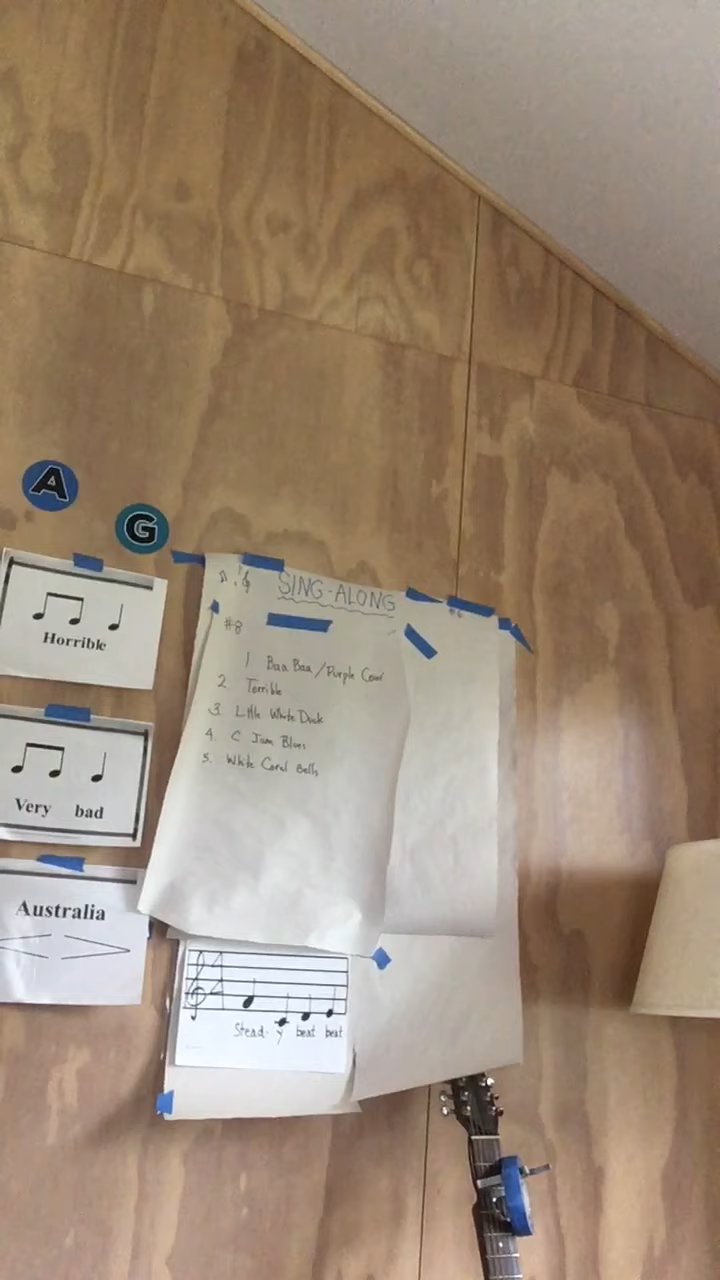 A
G
Horrible
Very bad
Australia
SING-ALONG
#8
1 Baa Baa / Purple Cow
2. Terrible
3. Little White Duck
4. C Jam Blues
5. White Coral Bells
#6
Stead- y beat beat